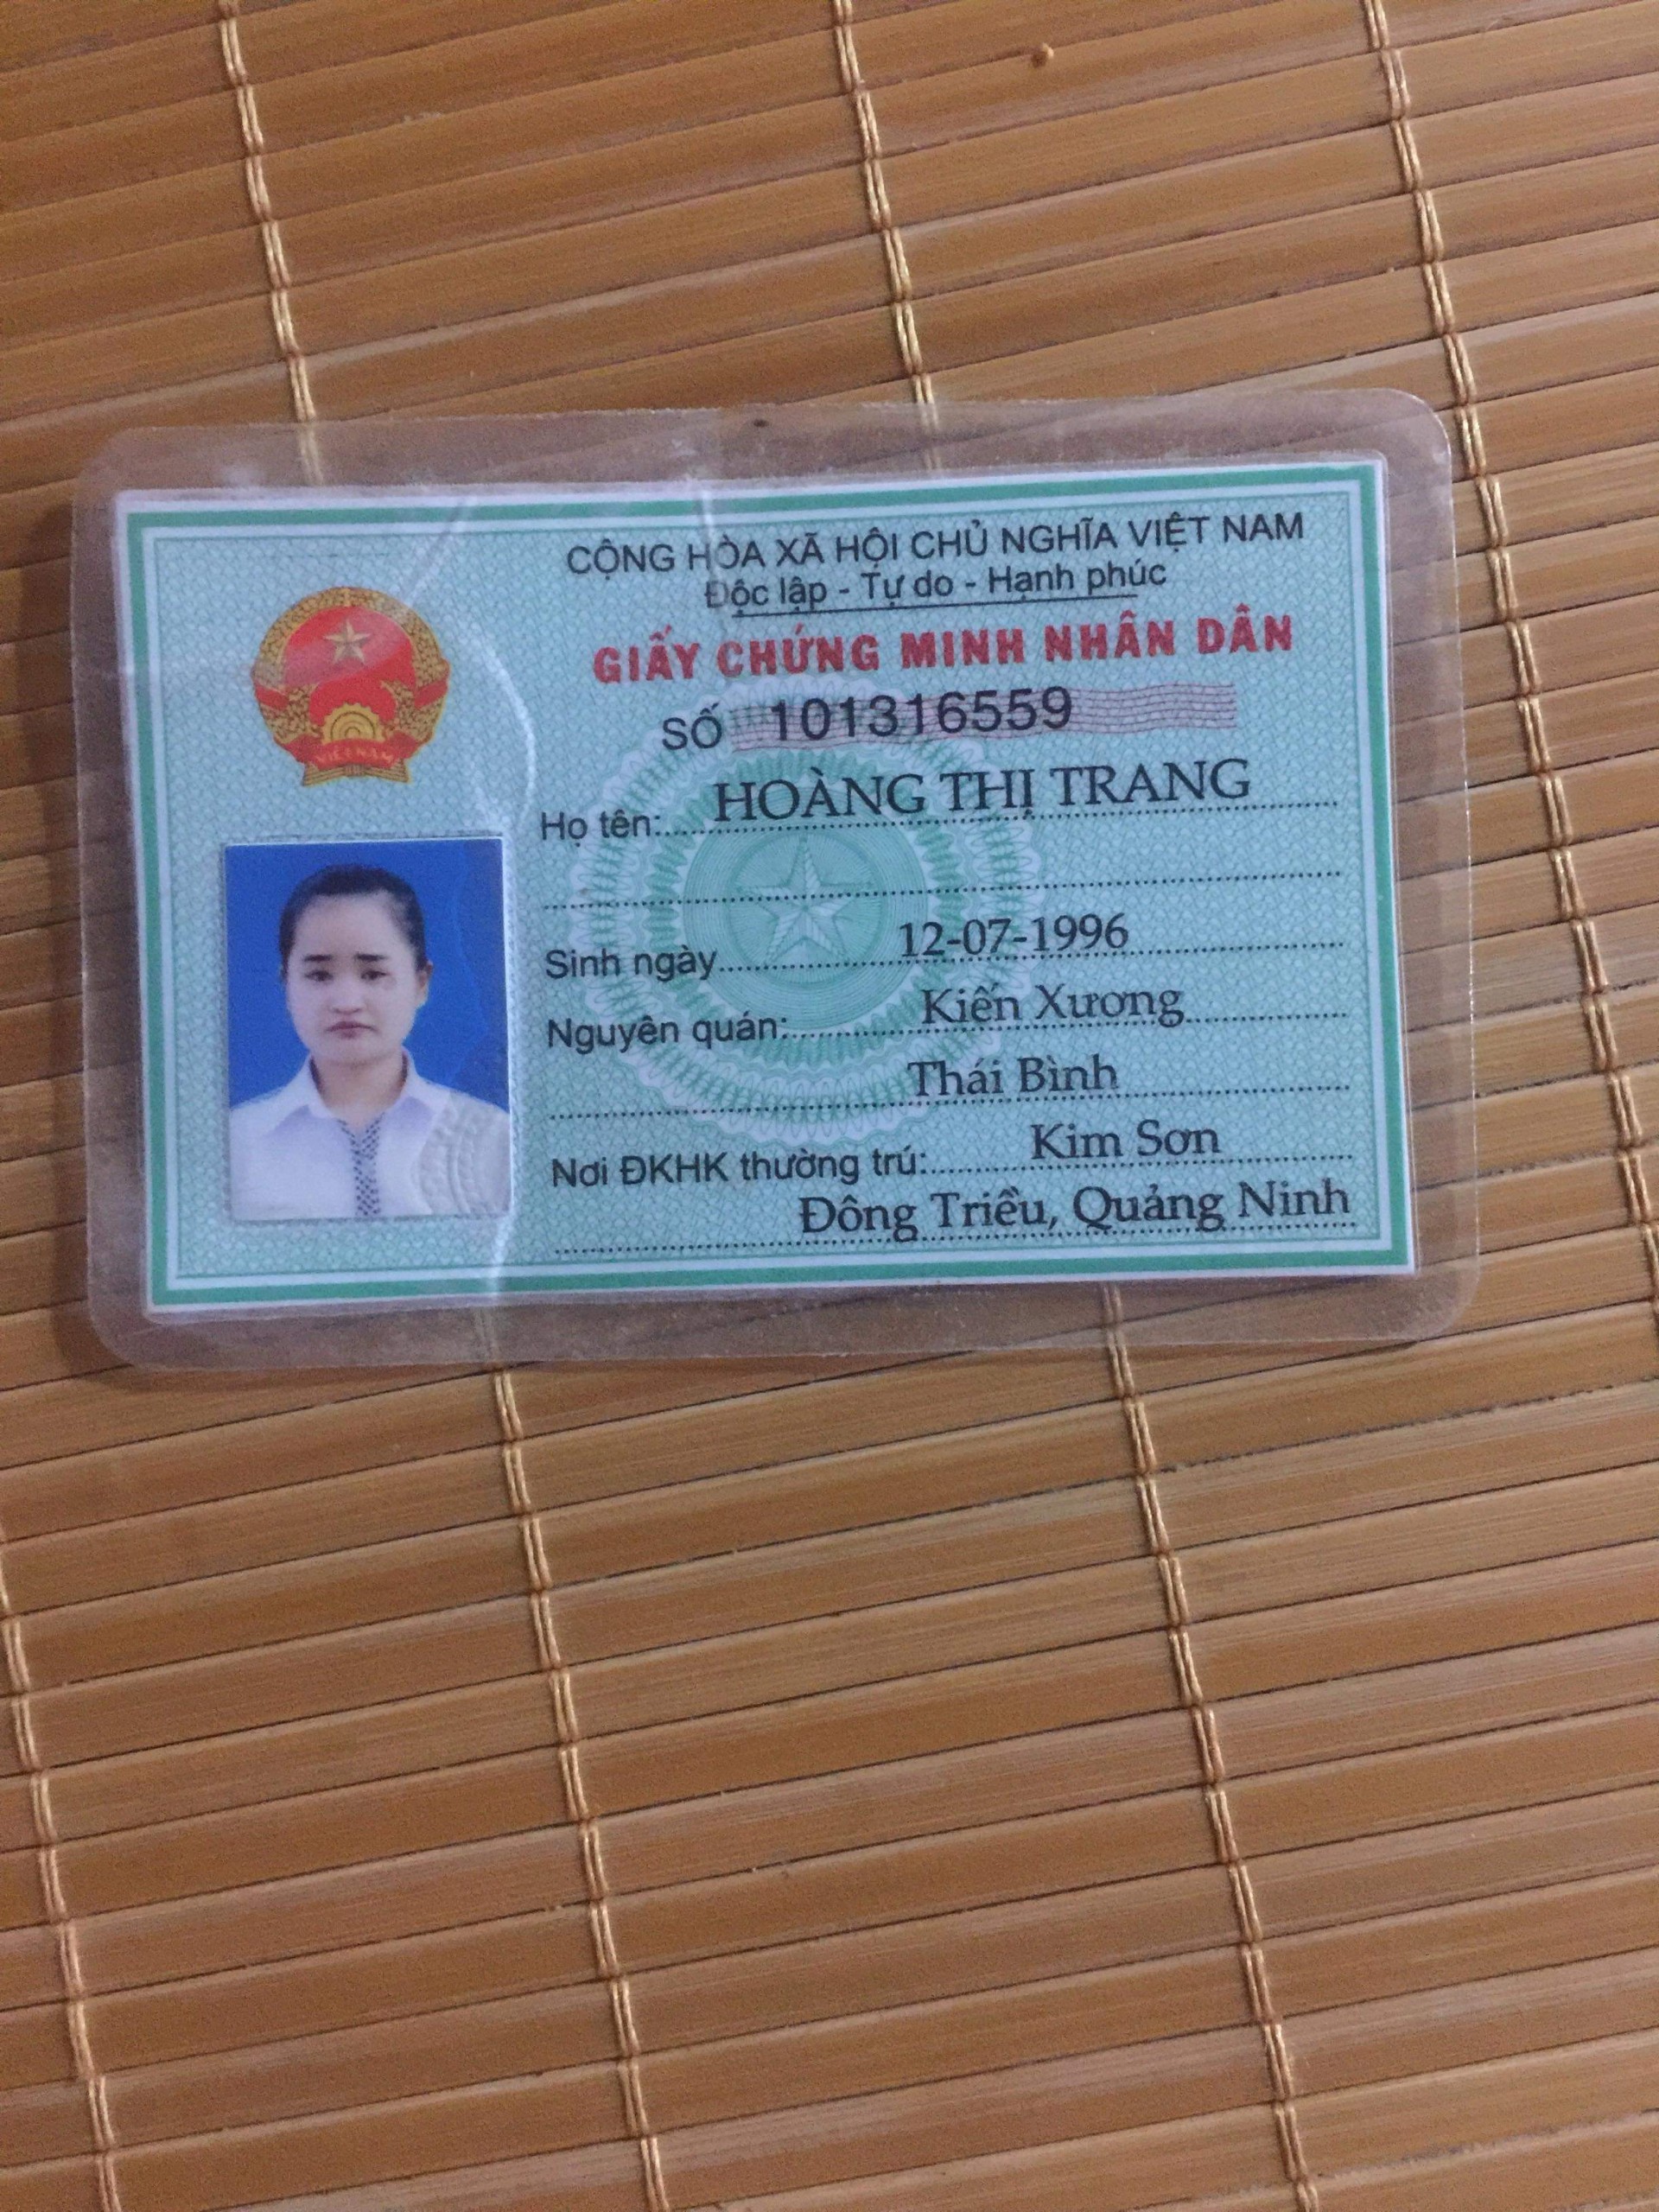 CỘNG HÒA XÃ HỘI CHỦ NGHĨA VIỆT NAM
Độc lập - Tự do - Hạnh phúc
GIẤY CHỨNG MINH NHÂN DÂN
SỐ 101316559
Họ tên: HOÀNG THỊ TRANG
Sinh ngày 12-07-1996
Nguyên quán: Kiến Xương
Thái Bình
Nơi ĐKHK thường trú: Kim Sơn
Đông Triều, Quảng Ninh
VIỆT NAM